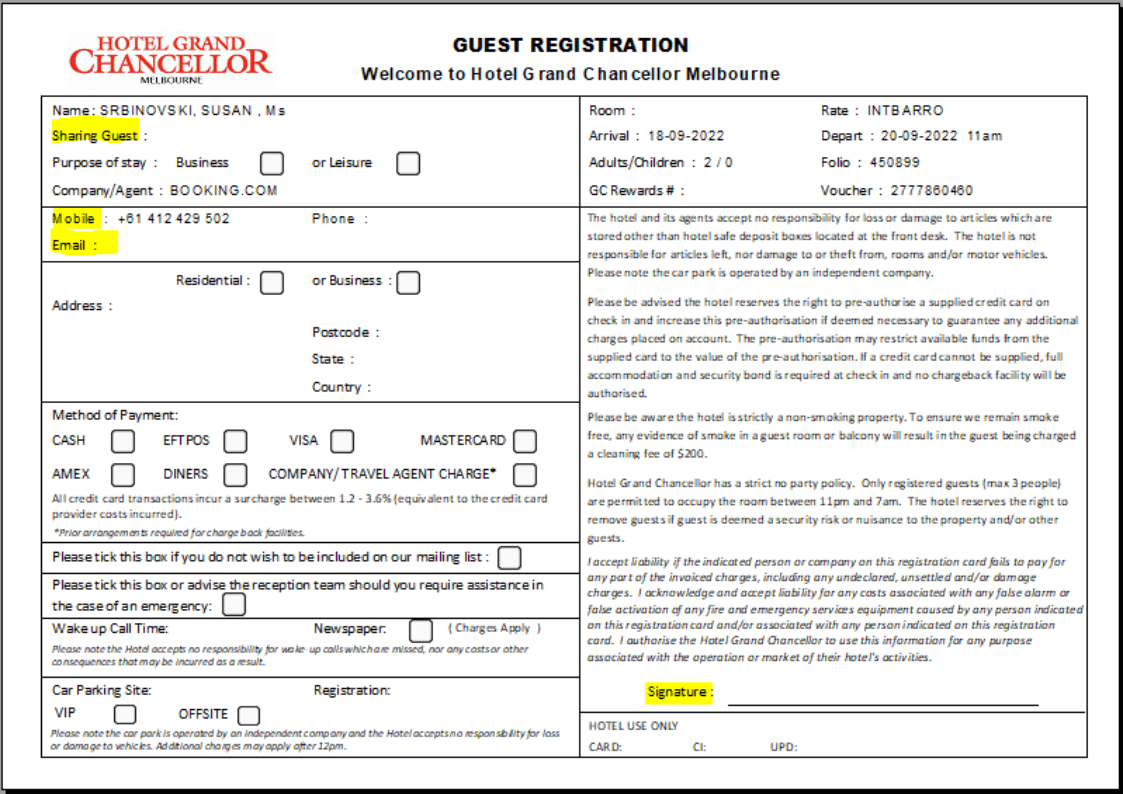 HOTEL GRAND
CHANCELLOR
MELBOURNE
GUEST REGISTRATION
Welcome to Hotel Grand Chancellor Melbourne
Name: SRBINOVSKI, SUSAN , Ms
Sharing Guest :
Purpose of stay : Business or Leisure
Company/Agent : BOOKING.COM
Room : Rate : INTBARRO
Arrival : 18-09-2022 Depart : 20-09-2022 11am
Adults/Children : 2 / 0 Folio : 450899
GC Rewards # : Voucher : 2777860460
Mobile : +61 412 429 502 Phone :
Email :
Residential : or Business :
Address :
Postcode :
State :
Country :
Method of Payment:
CASH EFTPOS VISA MASTERCARD
AMEX DINERS COMPANY/ TRAVEL AGENT CHARGE*
All credit card transactions incur a surcharge between 1.2 - 3.6% (equivalent to the credit card
provider costs incurred).
*Prior arrangements required for charge back facilities.
Please tick this box if you do not wish to be included on our mailing list :
Please tick this box or advise the reception team should you require assistance in
the case of an emergency:
Wake up Call Time: Newspaper: ( Charges Apply )
Please note the Hotel accepts no responsibility for wake-up calls which are missed, nor any costs or other
consequences that may be incurred as a result.
Car Parking Site: Registration:
VIP OFFSITE
Please note the car park is operated by an independent company and the Hotel accepts no responsibility for loss
or damage to vehicles. Additional charges may apply after 12pm.
The hotel and its agents accept no responsibility for loss or damage to articles which are
stored other than hotel safe deposit boxes located at the front desk. The hotel is not
responsible for articles left, nor damage to or theft from, rooms and/or motor vehicles.
Please note the car park is operated by an independent company.
Please be advised the hotel reserves the right to pre-authorise a supplied credit card on
check in and increase this pre-authorisation if deemed necessary to guarantee any additional
charges placed on account. The pre-authorisation may restrict available funds from the
supplied card to the value of the pre-authorisation. If a credit card cannot be supplied, full
accommodation and security bond is required at check in and no chargeback facility will be
authorised.
Please be aware the hotel is strictly a non-smoking property. To ensure we remain smoke
free, any evidence of smoke in a guest room or balcony will result in the guest being charged
a cleaning fee of $200.
Hotel Grand Chancellor has a strict no party policy. Only registered guests (max 3 people)
are permitted to occupy the room between 11pm and 7am. The hotel reserves the right to
remove guests if guest is deemed a security risk or nuisance to the property and/or other
guests.
I accept liability if the indicated person or company on this registration card fails to pay for
any part of the invoiced charges, including any undeclared, unsettled and/or damage
charges. I acknowledge and accept liability for any costs associated with any false alarm or
false activation of any fire and emergency services equipment caused by any person indicated
on this registration card and/or associated with any person indicated on this registration
card. I authorise the Hotel Grand Chancellor to use this information for any purpose
associated with the operation or market of their hotel's activities.
Signature :
HOTEL USE ONLY
CARD: CI: UPD: